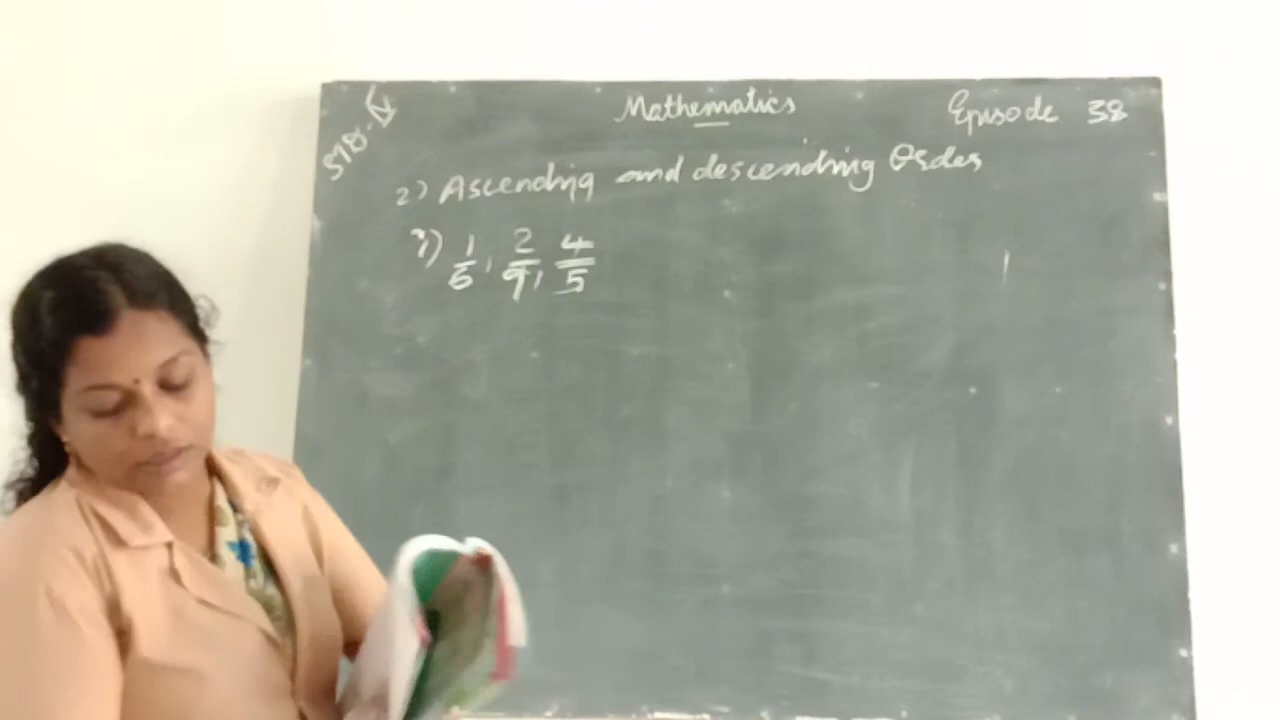 Mathematics
Episode 38
2) Ascending and descending Order
i) 1/6, 2/9, 4/5